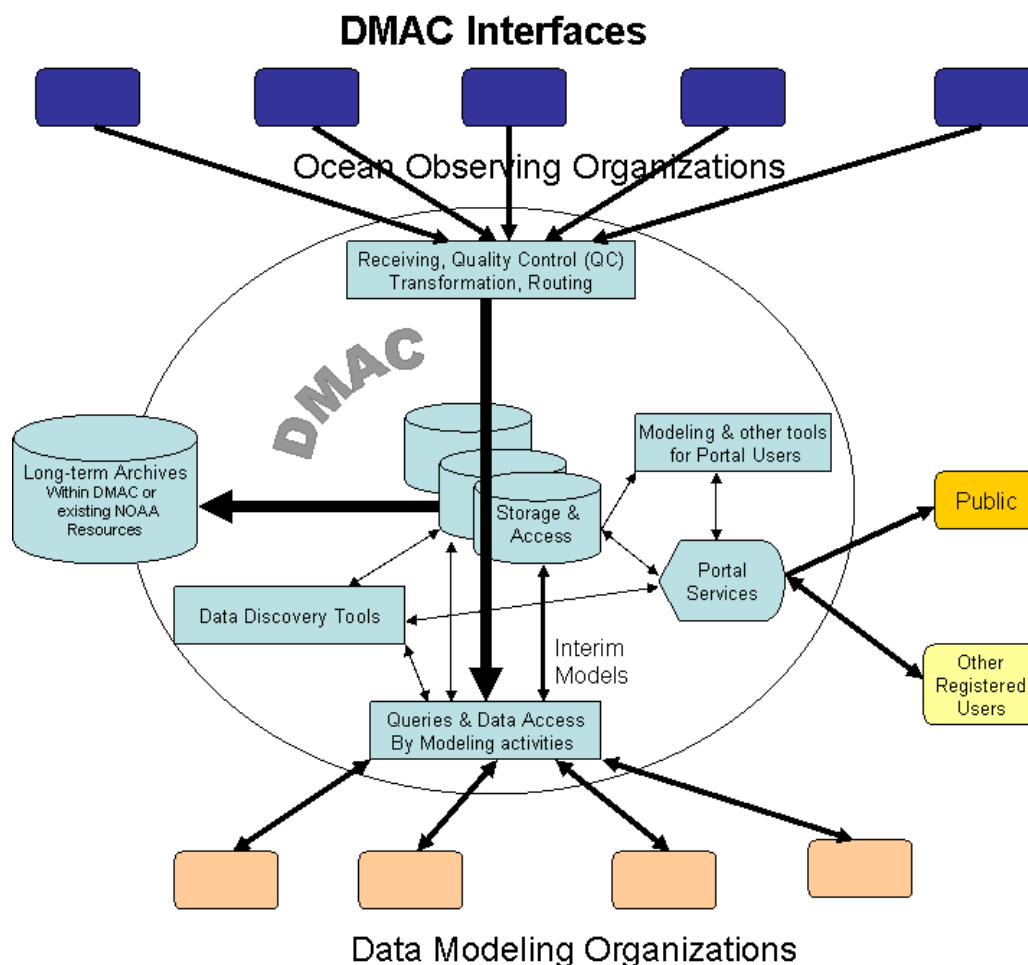 DMAC Interfaces
Ocean Observing Organizations
Receiving, Quality Control (QC)
Transformation, Routing
DMAC
Long-term Archives
Within DMAC or
existing NOAA
Resources
Storage &
Access
Modeling & other tools
for Portal Users
Public
Portal
Services
Data Discovery Tools
Interim
Models
Other
Registered
Users
Queries & Data Access
By Modeling activities
Data Modeling Organizations